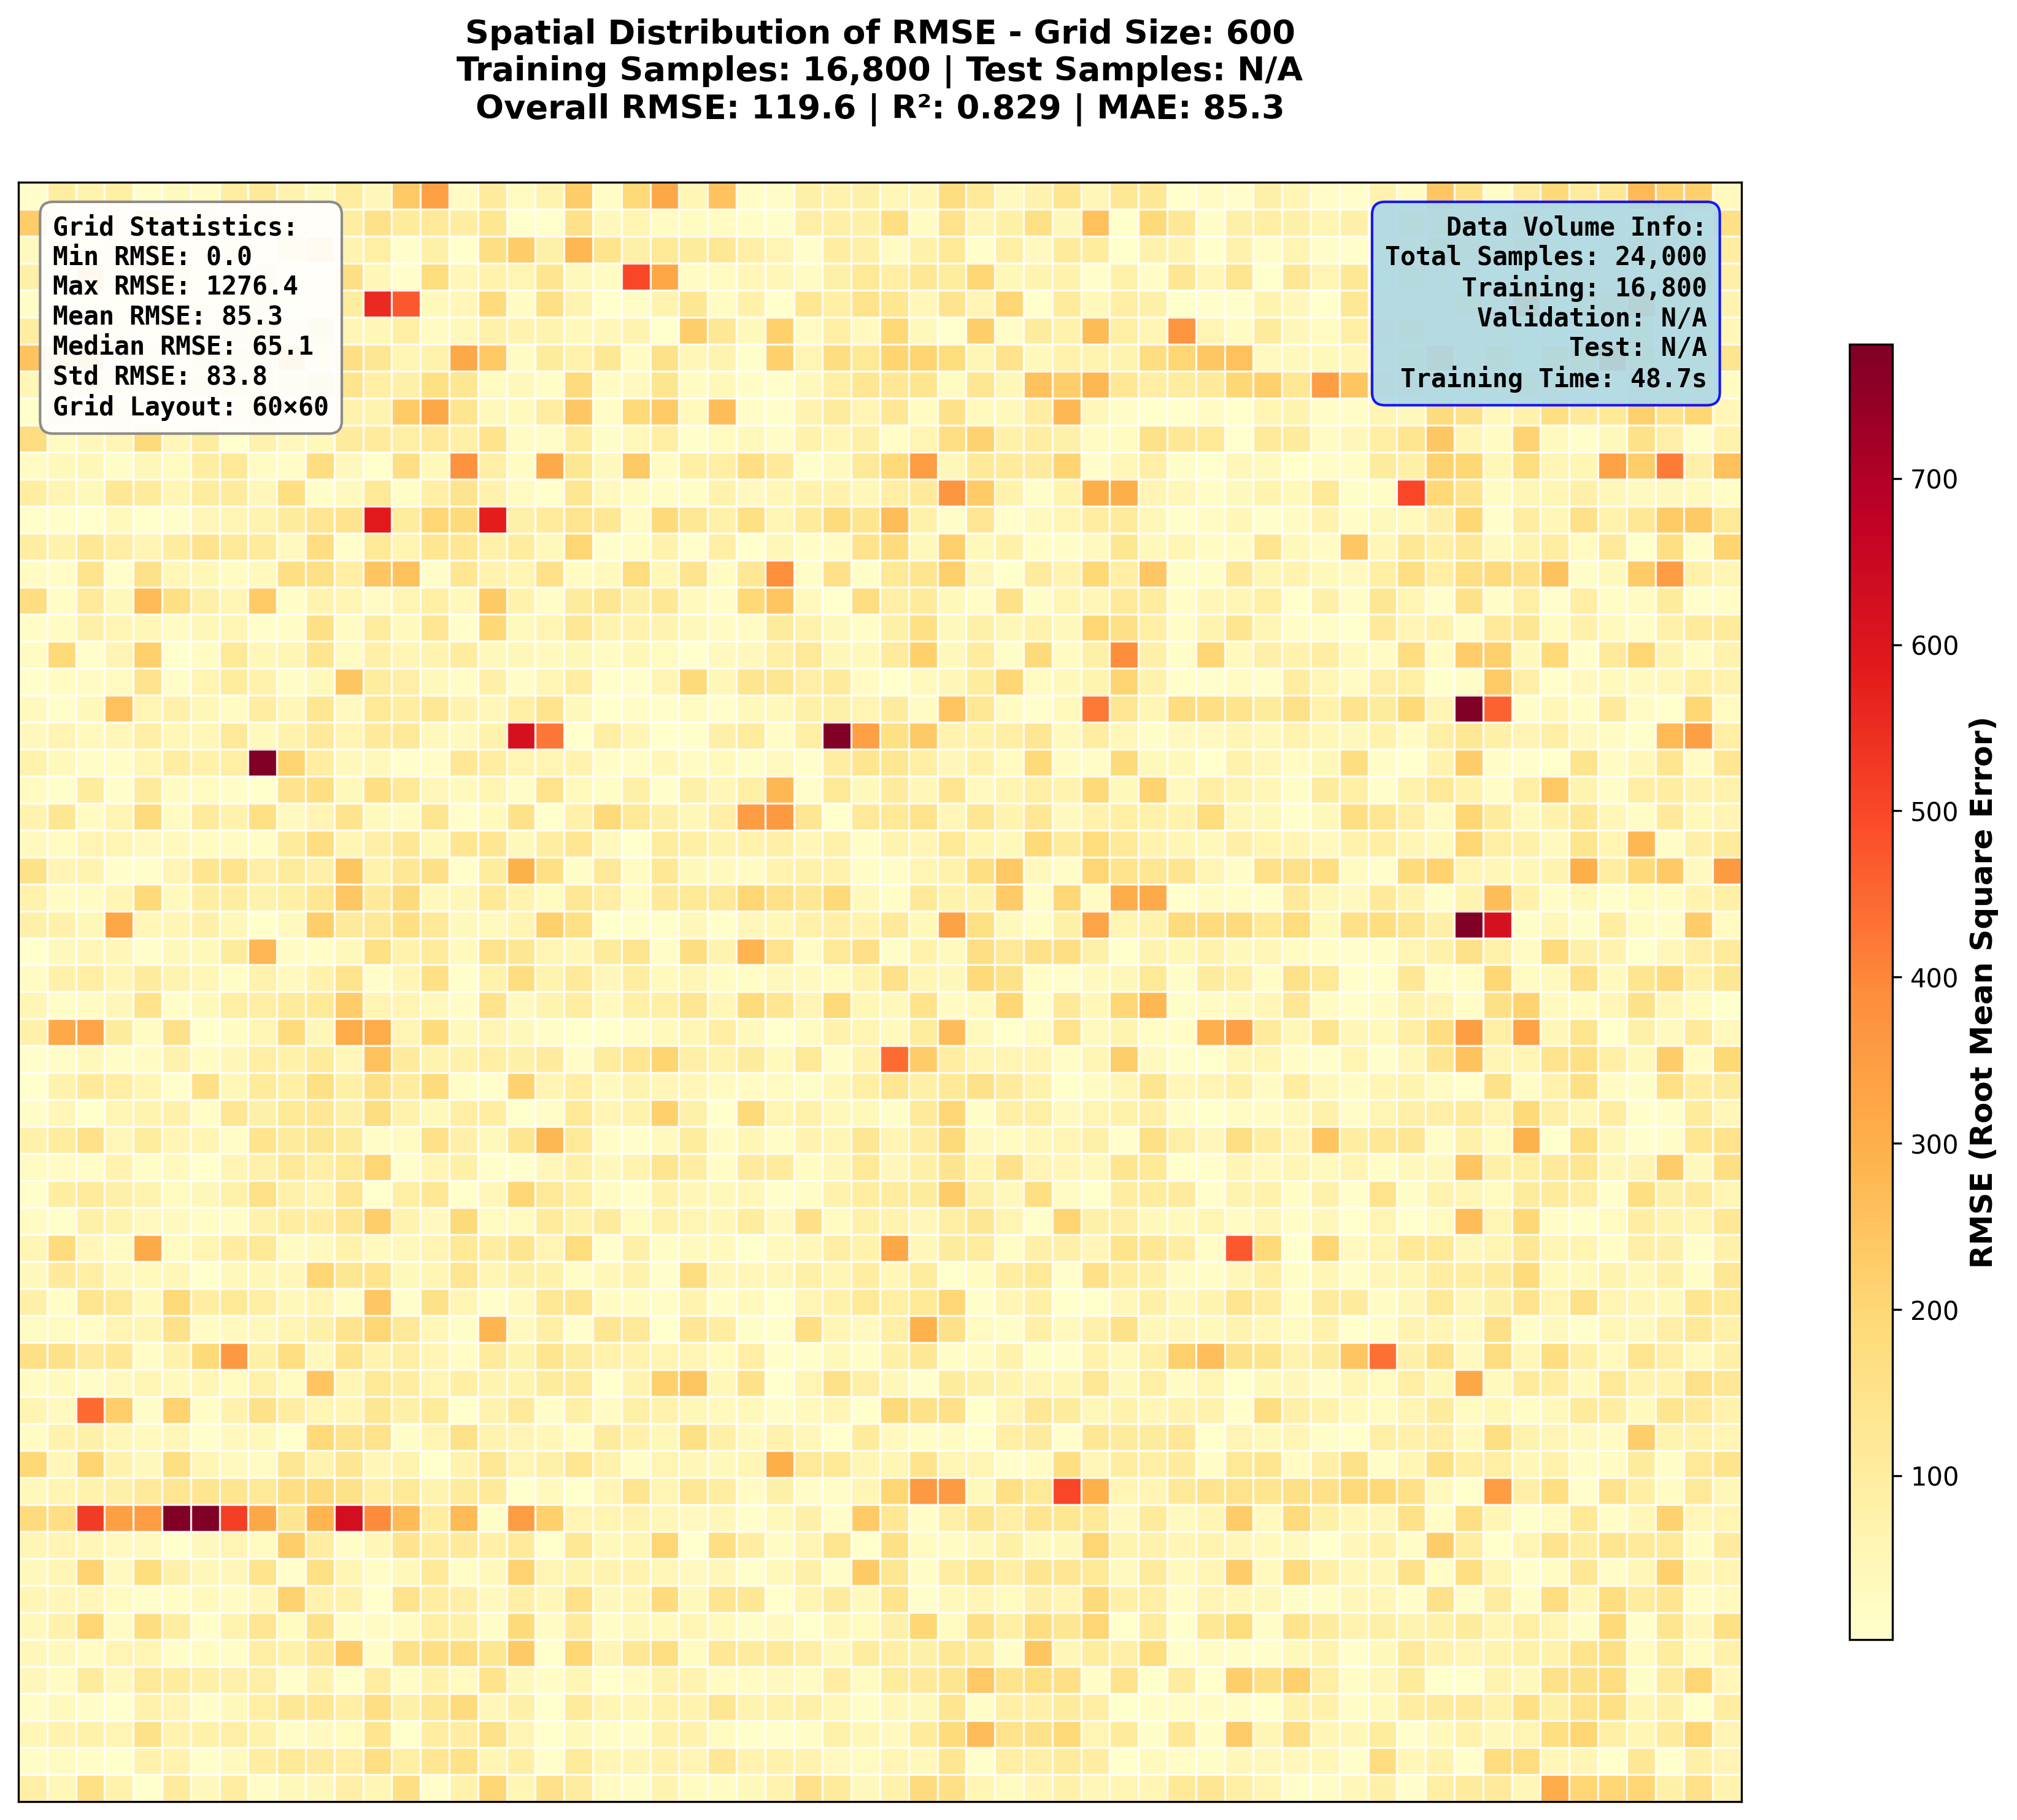 Spatial Distribution of RMSE - Grid Size: 600
Training Samples: 16,800 | Test Samples: N/A
Overall RMSE: 119.6 | R²: 0.829 | MAE: 85.3
Grid Statistics:
Min RMSE: 0.0
Max RMSE: 1276.4
Mean RMSE: 85.3
Median RMSE: 65.1
Std RMSE: 83.8
Grid Layout: 60×60
Data Volume Info:
Total Samples: 24,000
Training: 16,800
Validation: N/A
Test: N/A
Training Time: 48.7s
700
600
500
400
300
200
100
RMSE (Root Mean Square Error)